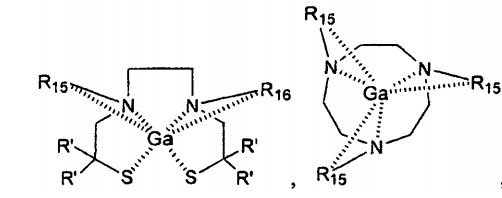 R15 N N R16
Ga
R' R' S S R' R' ,
R15
N N R15
Ga
N
R15 ,